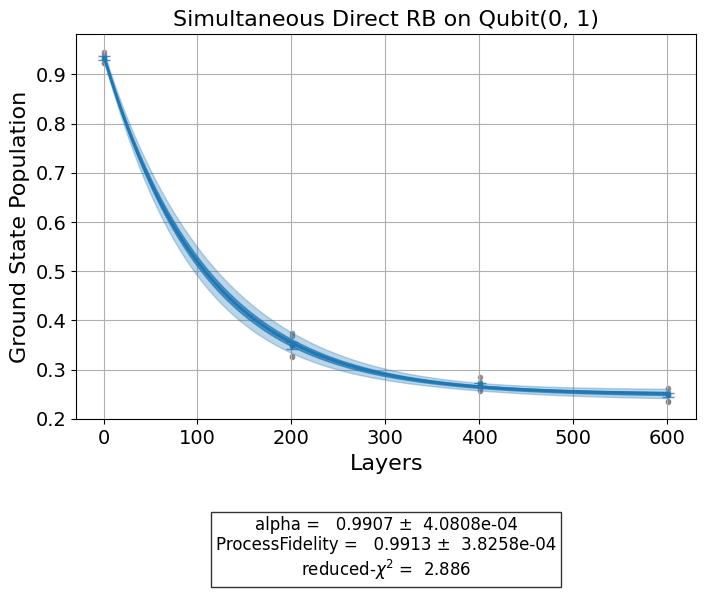 Simultaneous Direct RB on Qubit(0, 1)
Ground State Population
0.9
0.8
0.7
0.6
0.5
0.4
0.3
0.2
0 100 200 300 400 500 600
Layers
alpha = 0.9907 ± 4.0808e-04
ProcessFidelity = 0.9913 ± 3.8258e-04
reduced-χ² = 2.886